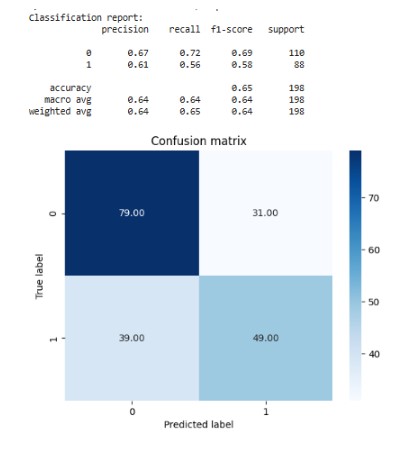 Classification report:
precision recall f1-score support
0 0.67 0.72 0.69 110
1 0.61 0.56 0.58 88
accuracy 0.65 198
macro avg 0.64 0.64 0.64 198
weighted avg 0.64 0.65 0.64 198
Confusion matrix
79.00 31.00
39.00 49.00
0
1
True label
0 1
Predicted label
70
60
50
40